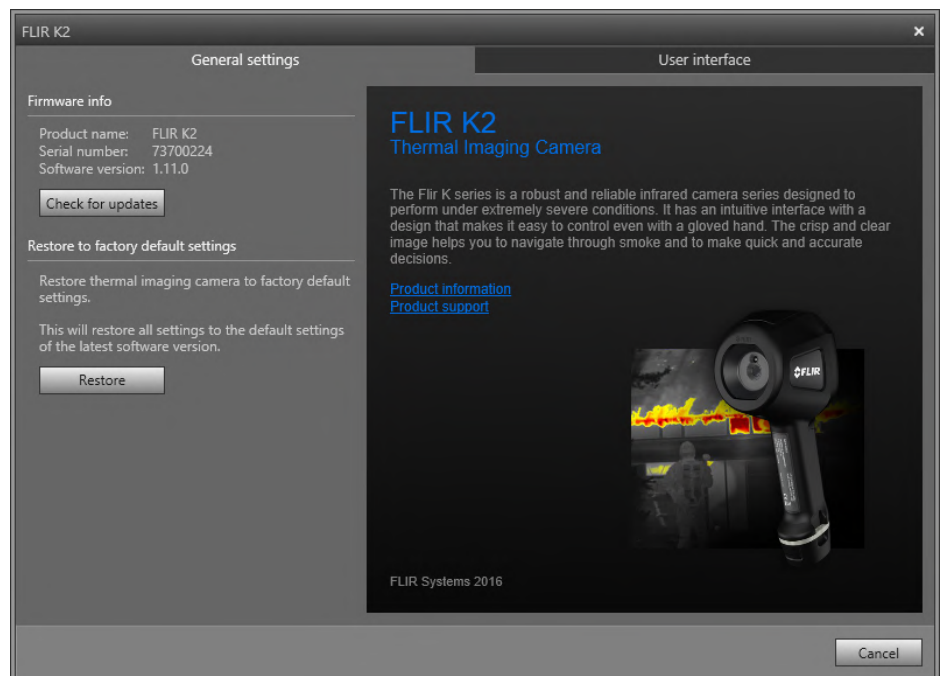 FLIR K2
General settings
User interface
Firmware info
Product name: FLIR K2
Serial number: 73700224
Software version: 1.11.0
Check for updates
Restore to factory default settings
Restore thermal imaging camera to factory default
settings.
This will restore all settings to the default settings
of the latest software version.
Restore
FLIR K2
Thermal Imaging Camera
The Flir K series is a robust and reliable infrared camera series designed to
perform under extremely severe conditions. It has an intuitive interface with a
design that makes it easy to control even with a gloved hand. The crisp and clear
image helps you to navigate through smoke and to make quick and accurate
decisions.
Product information
Product support
FLIR
FLIR Systems 2016
Cancel